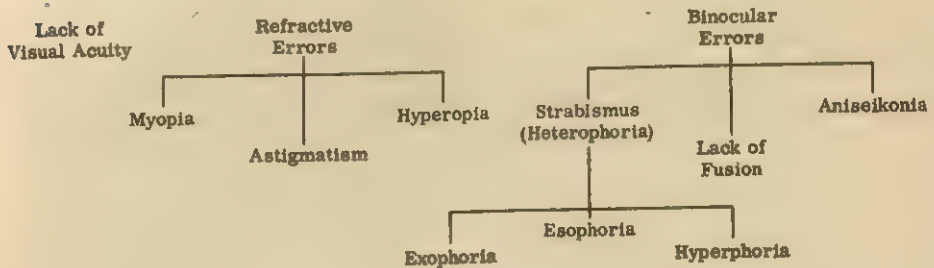 Lack of
Visual Acuity
Refractive
Errors
Binocular
Errors
Myopia
Astigmatism
Hyperopia
Strabismus
(Heterophoria)
Lack of
Fusion
Aniseikonia
Exophoria
Esophoria
Hyperphoria